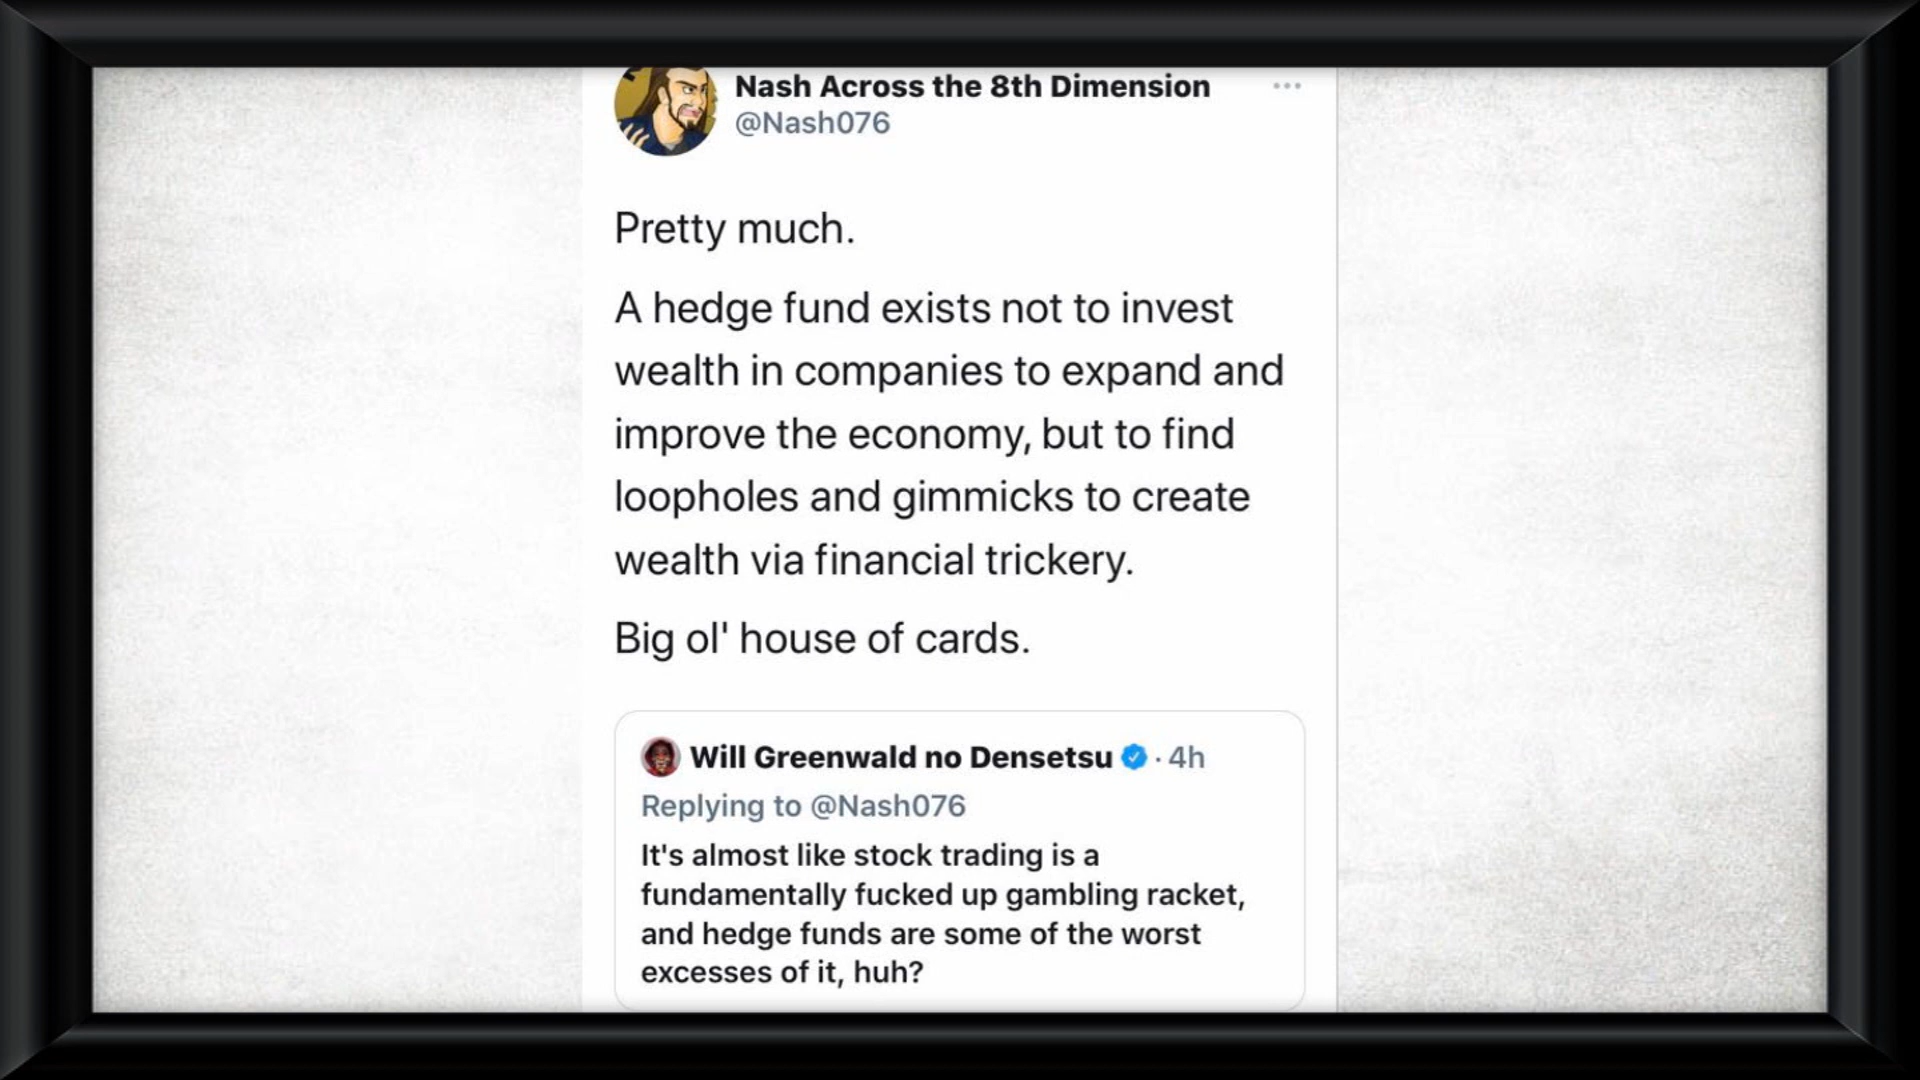 Nash Across the 8th Dimension
@Nash076
Pretty much.
A hedge fund exists not to invest
wealth in companies to expand and
improve the economy, but to find
loopholes and gimmicks to create
wealth via financial trickery.
Big ol' house of cards.
Will Greenwald no Densetsu · 4h
Replying to @Nash076
It's almost like stock trading is a
fundamentally fucked up gambling racket,
and hedge funds are some of the worst
excesses of it, huh?